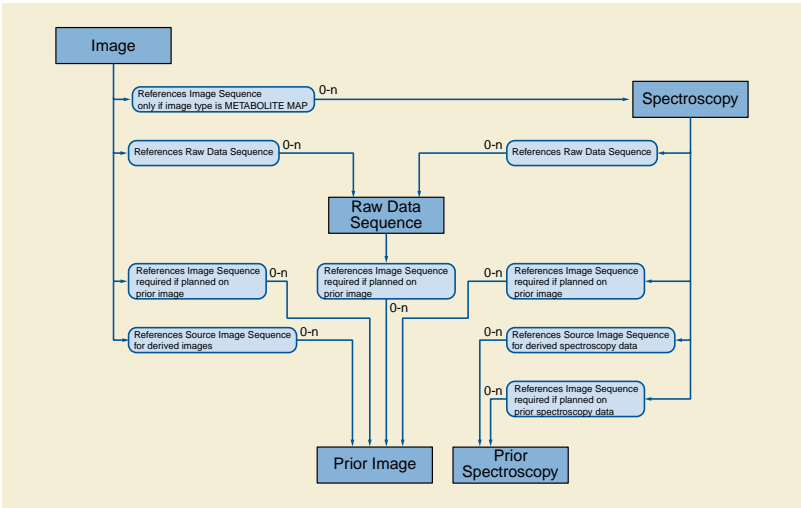 Image
References Image Sequence
only if image type is METABOLITE MAP
0-n
Spectroscopy
References Raw Data Sequence
0-n
0-n
References Raw Data Sequence
Raw Data
Sequence
References Image Sequence
required if planned on
prior image
0-n
References Image Sequence
required if planned on
prior image
0-n
0-n
References Image Sequence
required if planned on
prior image
References Source Image Sequence
for derived images
0-n
0-n
References Source Image Sequence
for derived spectroscopy data
0-n
References Image Sequence
required if planned on
prior spectroscopy data
Prior Image
Prior
Spectroscopy